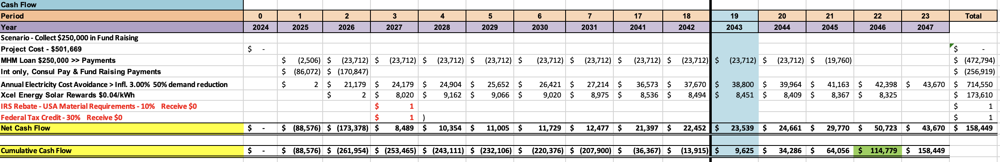 Cash Flow
Period 0 1 2 3 4 5 6 7 17 18 19 20 21 22 23 Total
Year 2024 2025 2026 2027 2028 2029 2030 2031 2041 2042 2043 2044 2045 2046 2047
Scenario - Collect $250,000 in Fund Raising
Project Cost - $501,669 $ - $ -
MHM Loan $250,000 >> Payments $ (2,506) $ (23,712) $ (23,712) $ (23,712) $ (23,712) $ (23,712) $ (23,712) $ (23,712) $ (23,712) $ (23,712) $ (23,712) $ (19,760) $ (472,794)
Int only, Consul Pay & Fund Raising Payments $ (86,072) $ (170,847) $ (256,919)
Annual Electricity Cost Avoidance > Infl. 3.00% 50% demand reduction $ 2 $ 21,179 $ 24,179 $ 24,904 $ 25,652 $ 26,421 $ 27,214 $ 36,573 $ 37,670 $ 38,800 $ 39,964 $ 41,163 $ 42,398 $ 43,670 $ 714,550
Xcel Energy Solar Rewards $0.04/kWh $ 2 $ 8,020 $ 9,162 $ 9,066 $ 9,020 $ 8,975 $ 8,536 $ 8,494 $ 8,451 $ 8,409 $ 8,367 $ 8,325 $ 173,610
IRS Rebate - USA Material Requirements - 10% Receive $0 $ 1 $ 1
Federal Tax Credit - 30% Receive $0 $ 1 ) $ 1
Net Cash Flow $ - $ (88,576) $ (173,378) $ 8,489 $ 10,354 $ 11,005 $ 11,729 $ 12,477 $ 21,397 $ 22,452 $ 23,539 $ 24,661 $ 29,770 $ 50,723 $ 43,670 $ 158,449
Cumulative Cash Flow $ - $ (88,576) $ (261,954) $ (253,465) $ (243,111) $ (232,106) $ (220,376) $ (207,900) $ (36,367) $ (13,915) $ 9,625 $ 34,286 $ 64,056 $ 114,779 $ 158,449